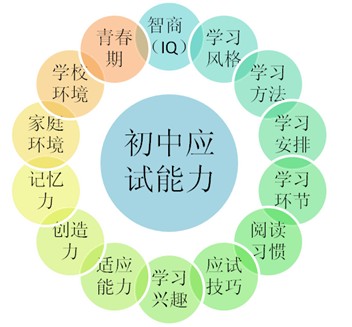 初中应
试能力
智商
（IQ）
学习
风格
学习
方法
学习
安排
学习
环节
阅读
习惯
应试
技巧
学习
兴趣
适应
能力
创造
力
记忆
力
家庭
环境
学校
环境
青春
期